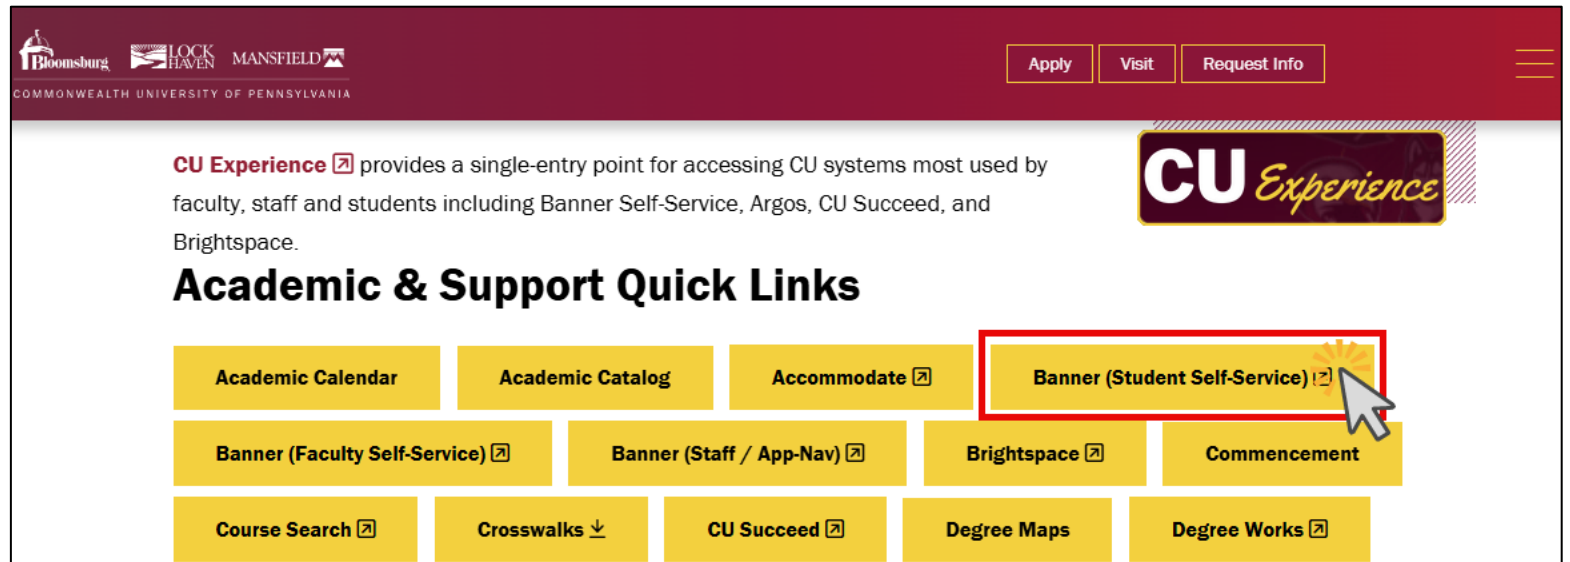 Bloomsburg LOCK HAVEN MANSFIELD
COMMONWEALTH UNIVERSITY OF PENNSYLVANIA
Apply Visit Request Info
CU Experience provides a single-entry point for accessing CU systems most used by
faculty, staff and students including Banner Self-Service, Argos, CU Succeed, and
Brightspace.
CU Experience
Academic & Support Quick Links
Academic Calendar Academic Catalog Accommodate Banner (Student Self-Service)
Banner (Faculty Self-Service) Banner (Staff / App-Nav) Brightspace Commencement
Course Search Crosswalks CU Succeed Degree Maps Degree Works